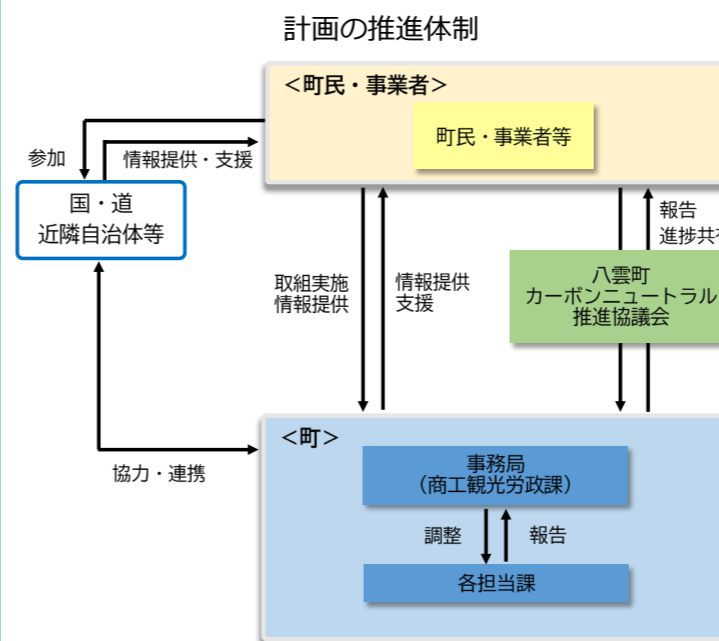 計画の推進体制
＜町民・事業者＞
町民・事業者等
参加
情報提供・支援
国・道
近隣自治体等
取組実施
情報提供
情報提供
支援
報告
進捗共
八雲町
カーボンニュートラル
推進協議会
＜町＞
協力・連携
事務局
（商工観光労政課）
調整
報告
各担当課